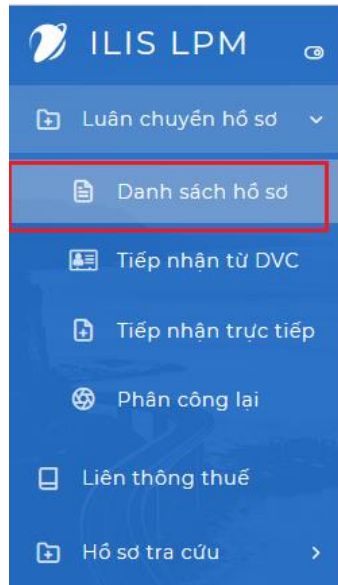 ILIS LPM
Luân chuyển hồ sơ
Danh sách hồ sơ
Tiếp nhận từ DVC
Tiếp nhận trực tiếp
Phân công lại
Liên thông thuế
Hồ sơ tra cứu